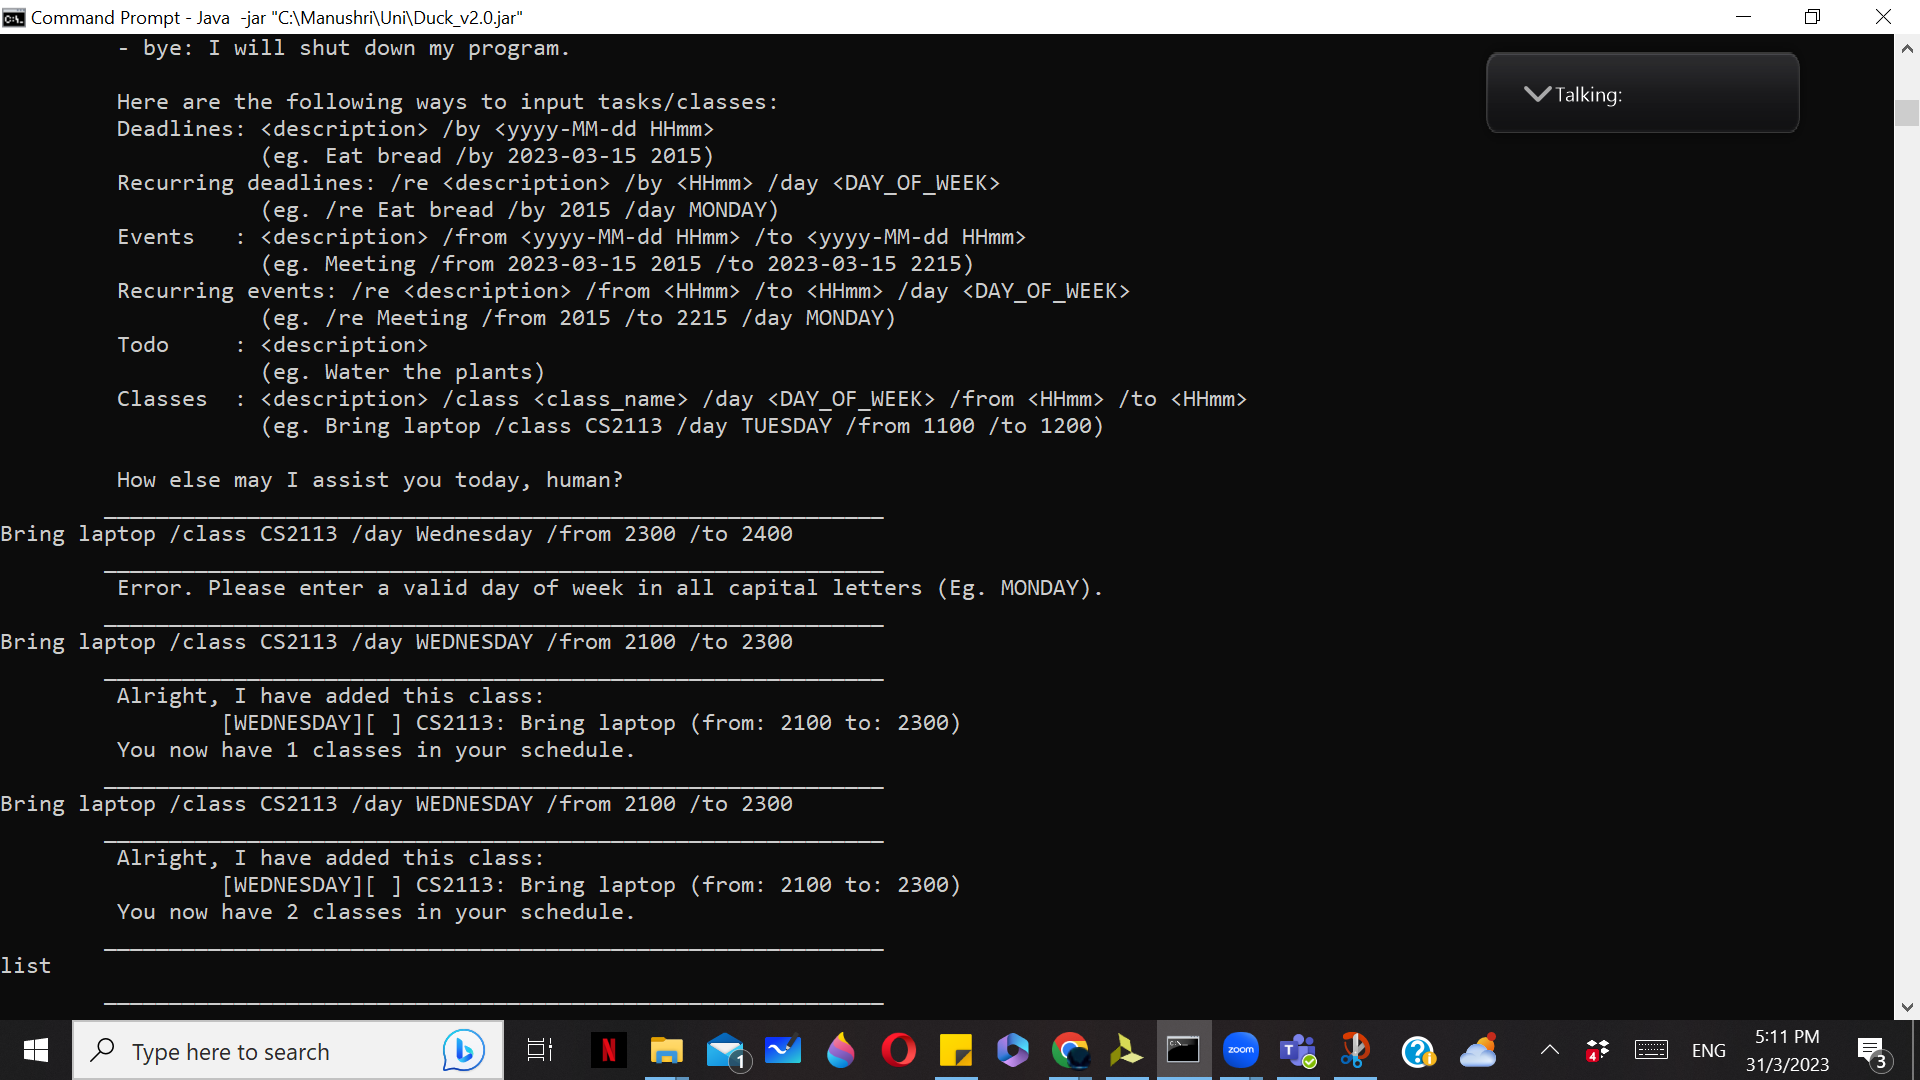 Command Prompt - Java  -jar "C:\Manushri\Uni\Duck_v2.0.jar"
- bye: I will shut down my program.
Talking:
Here are the following ways to input tasks/classes:
Deadlines: <description> /by <yyyy-MM-dd HHmm>
(eg. Eat bread /by 2023-03-15 2015)
Recurring deadlines: /re <description> /by <HHmm> /day <DAY_OF_WEEK>
(eg. /re Eat bread /by 2015 /day MONDAY)
Events   : <description> /from <yyyy-MM-dd HHmm> /to <yyyy-MM-dd HHmm>
(eg. Meeting /from 2023-03-15 2015 /to 2023-03-15 2215)
Recurring events: /re <description> /from <HHmm> /to <HHmm> /day <DAY_OF_WEEK>
(eg. /re Meeting /from 2015 /to 2215 /day MONDAY)
Todo     : <description>
(eg. Water the plants)
Classes  : <description> /class <class_name> /day <DAY_OF_WEEK> /from <HHmm> /to <HHmm>
(eg. Bring laptop /class CS2113 /day TUESDAY /from 1100 /to 1200)
How else may I assist you today, human?
____________________________________________________________
Bring laptop /class CS2113 /day Wednesday /from 2300 /to 2400
____________________________________________________________
Error. Please enter a valid day of week in all capital letters (Eg. MONDAY).
____________________________________________________________
Bring laptop /class CS2113 /day WEDNESDAY /from 2100 /to 2300
____________________________________________________________
Alright, I have added this class:
[WEDNESDAY][ ] CS2113: Bring laptop (from: 2100 to: 2300)
You now have 1 classes in your schedule.
____________________________________________________________
Bring laptop /class CS2113 /day WEDNESDAY /from 2100 /to 2300
____________________________________________________________
Alright, I have added this class:
[WEDNESDAY][ ] CS2113: Bring laptop (from: 2100 to: 2300)
You now have 2 classes in your schedule.
____________________________________________________________
list
____________________________________________________________
Type here to search
N
1
zoom
T
4
ENG
5:11 PM
31/3/2023
3